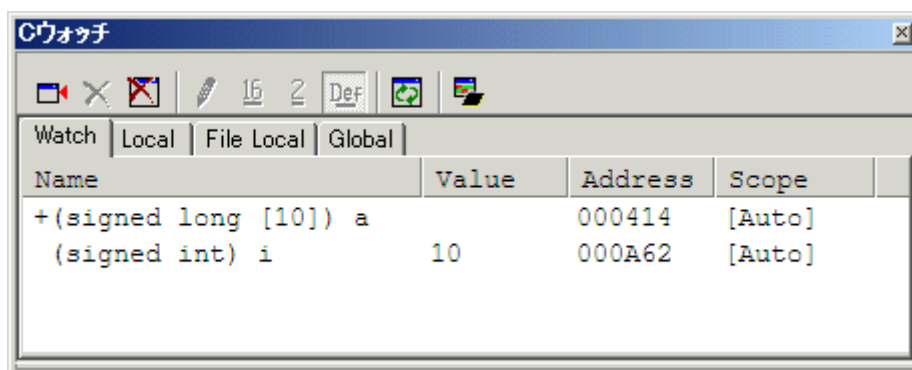 Cウォッチ
16 2 Def
Watch Local File Local Global
Name Value Address Scope
+(signed long [10]) a 000414 [Auto]
(signed int) i 10 000A62 [Auto]